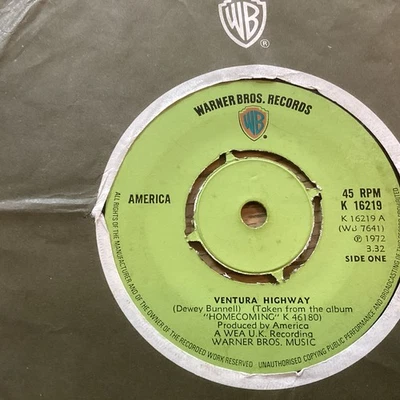 WB
®
WARNER BROS. RECORDS
WB
AMERICA
45 RPM
K 16219
K 16219 A
(WJ 7641)
℗ 1972
3.32
SIDE ONE
VENTURA HIGHWAY
(Dewey Bunnell) (Taken from the album
"HOMECOMING" K 46180)
Produced by America
A WEA U.K. Recording
WARNER BROS. MUSIC
ALL RIGHTS OF THE MANUFACTURER AND OF THE OWNER OF THE RECORDED WORK RESERVED · UNAUTHORISED COPYING PUBLIC PERFORMANCE AND BROADCASTING OF